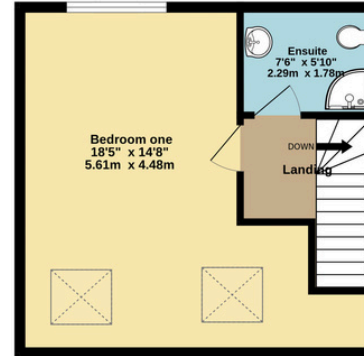 Ensuite
7'6" x 5'10"
2.29m x 1.78m
Bedroom one
18'5" x 14'8"
5.61m x 4.48m
DOWN
Landing